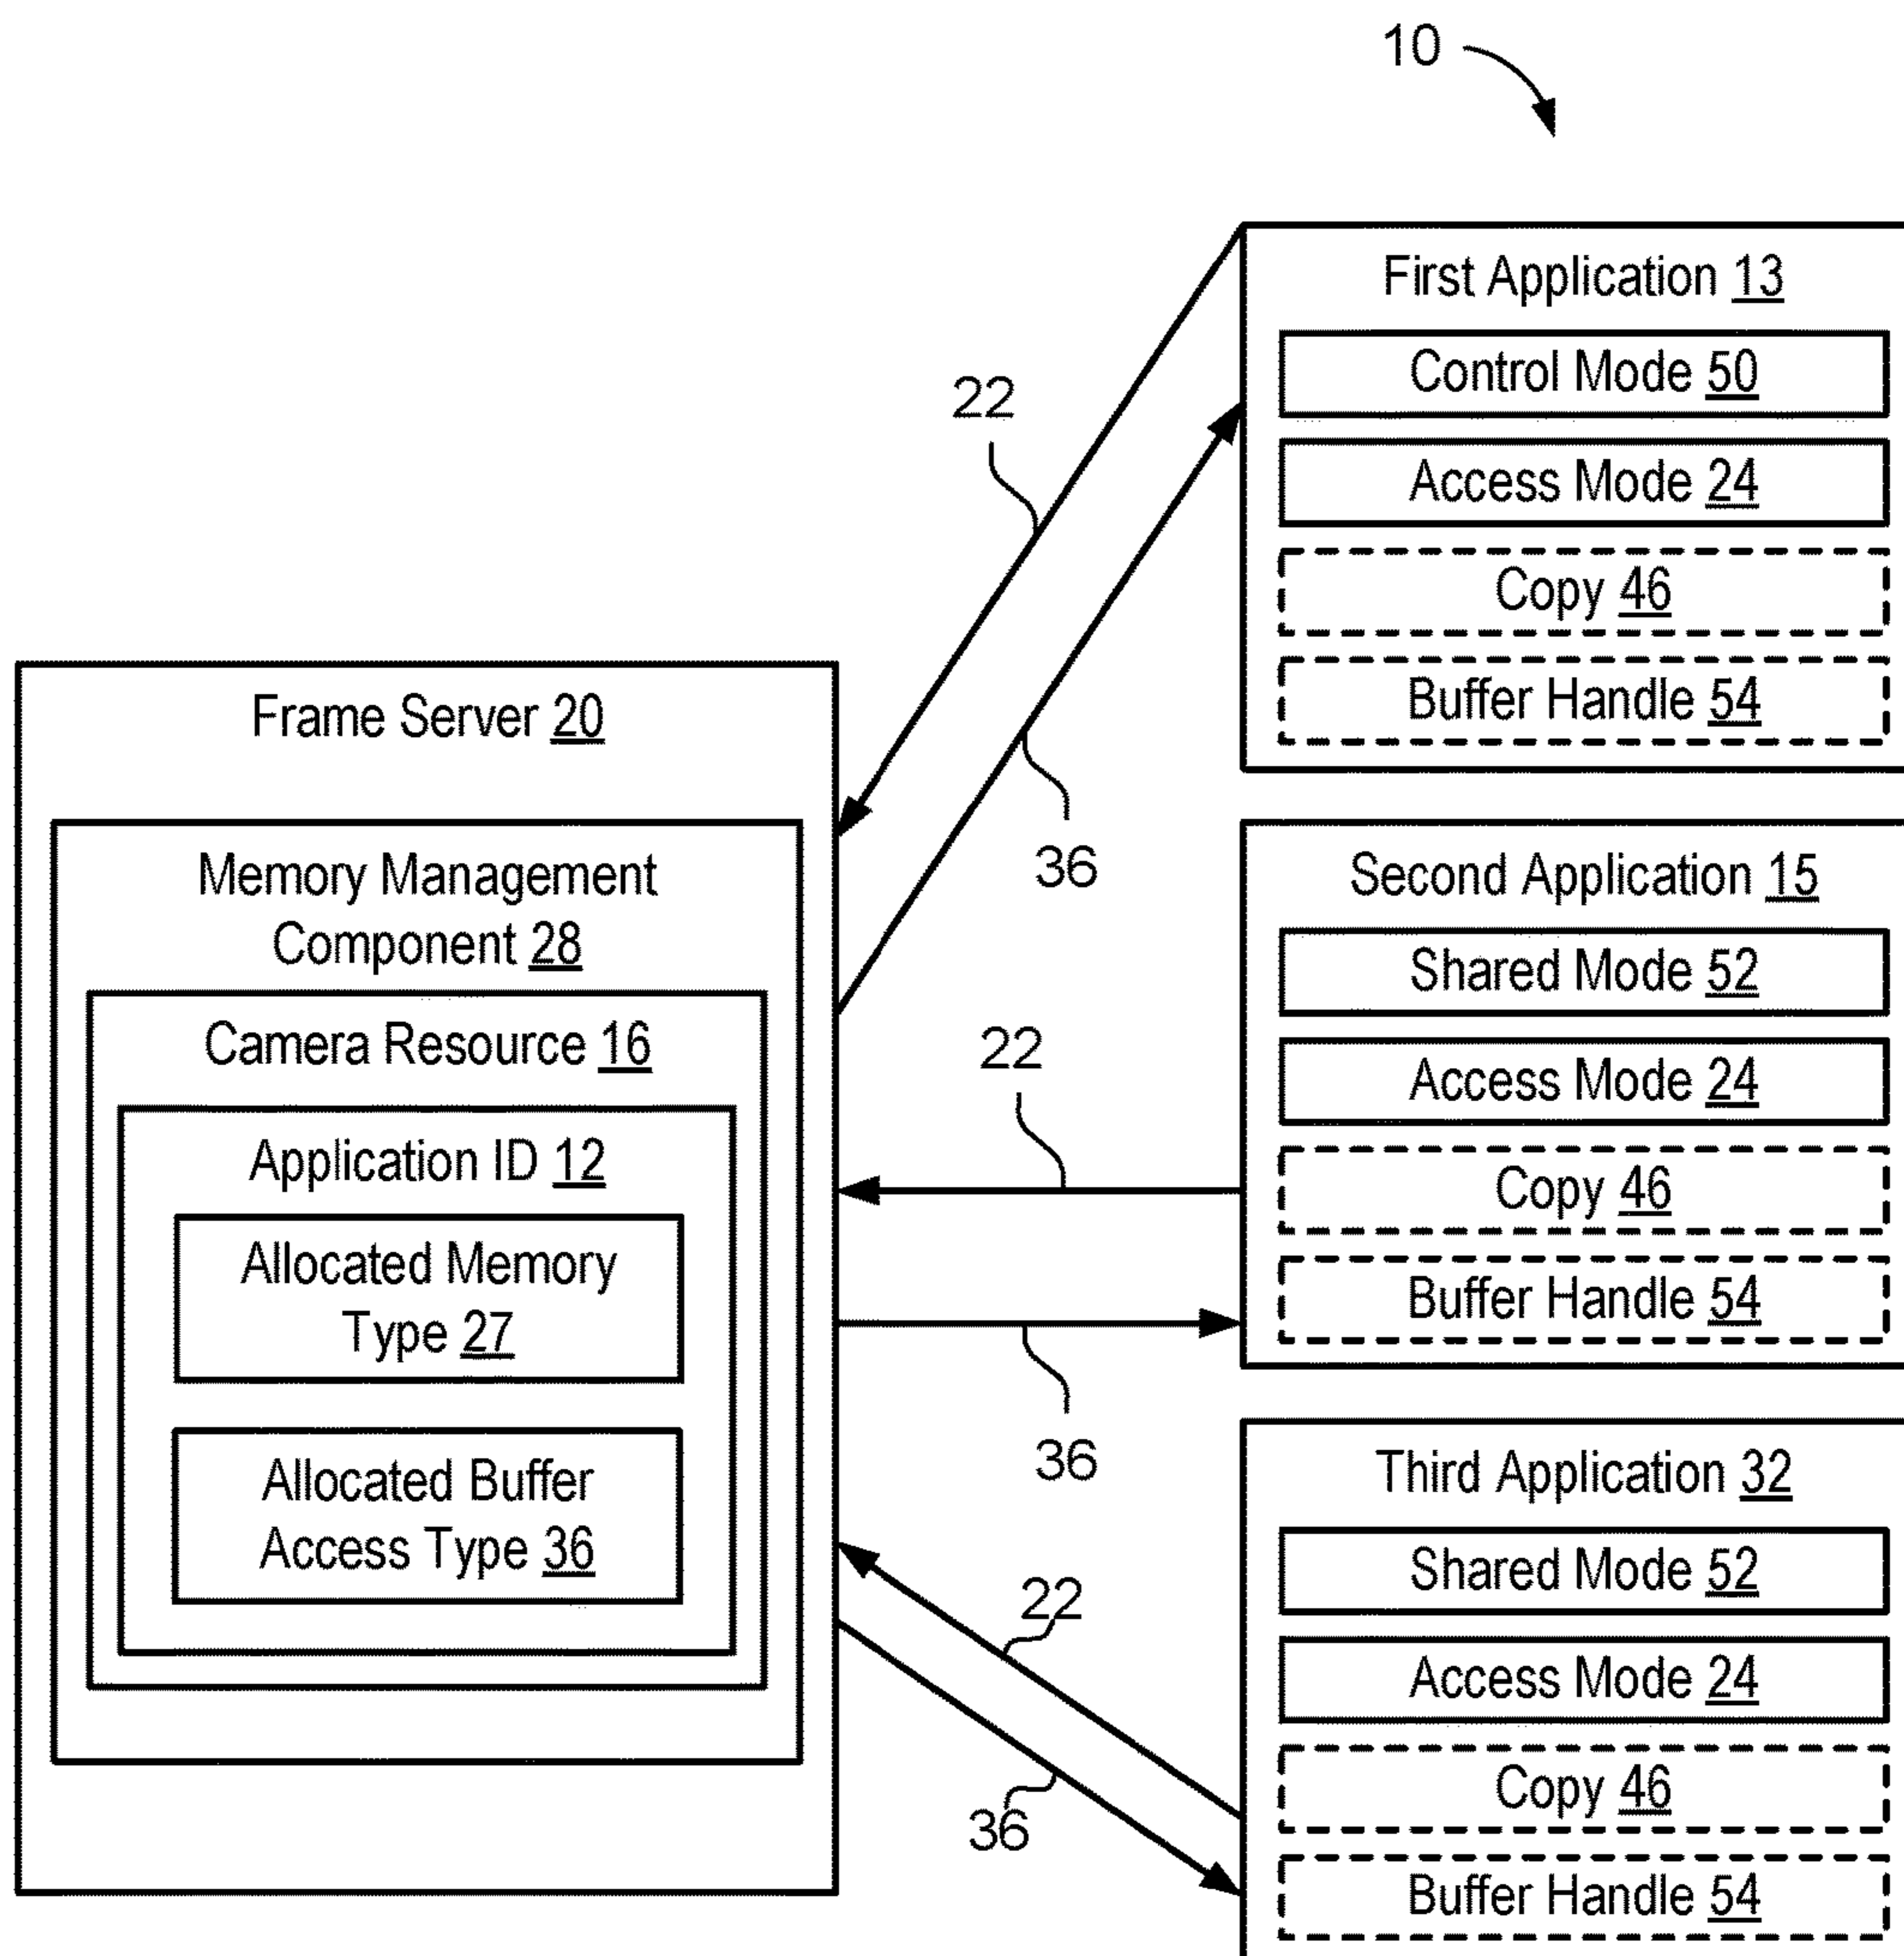 10
First Application 13
Control Mode 50
Access Mode 24
Copy 46
Buffer Handle 54
22
36
Frame Server 20
Memory Management
Component 28
Camera Resource 16
Application ID 12
Allocated Memory
Type 27
Allocated Buffer
Access Type 36
Second Application 15
Shared Mode 52
Access Mode 24
Copy 46
Buffer Handle 54
22
36
Third Application 32
Shared Mode 52
Access Mode 24
Copy 46
Buffer Handle 54
22
36